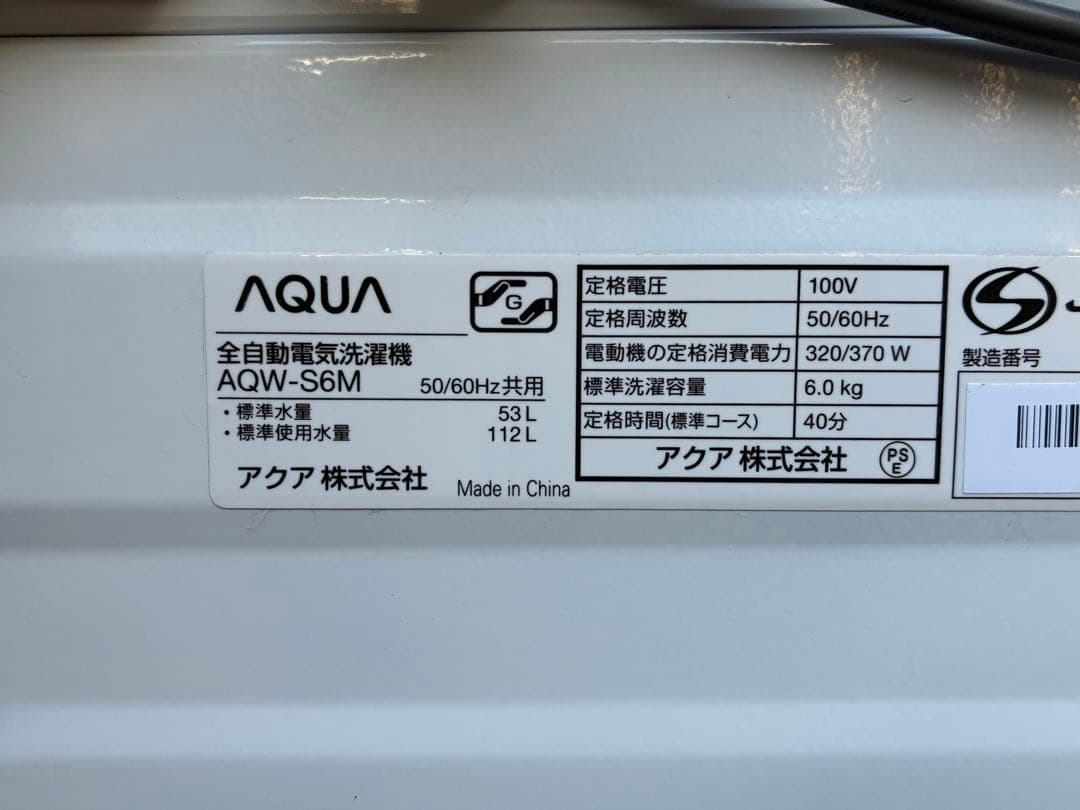 AQUA
G
全自動電気洗濯機
AQW-S6M 50/60Hz共用
・標準水量 53L
・標準使用水量 112L
アクア 株式会社 Made in China
定格電圧 100V
定格周波数 50/60Hz
電動機の定格消費電力 320/370 W
標準洗濯容量 6.0 kg
定格時間(標準コース) 40分
アクア 株式会社 PS E
製造番号